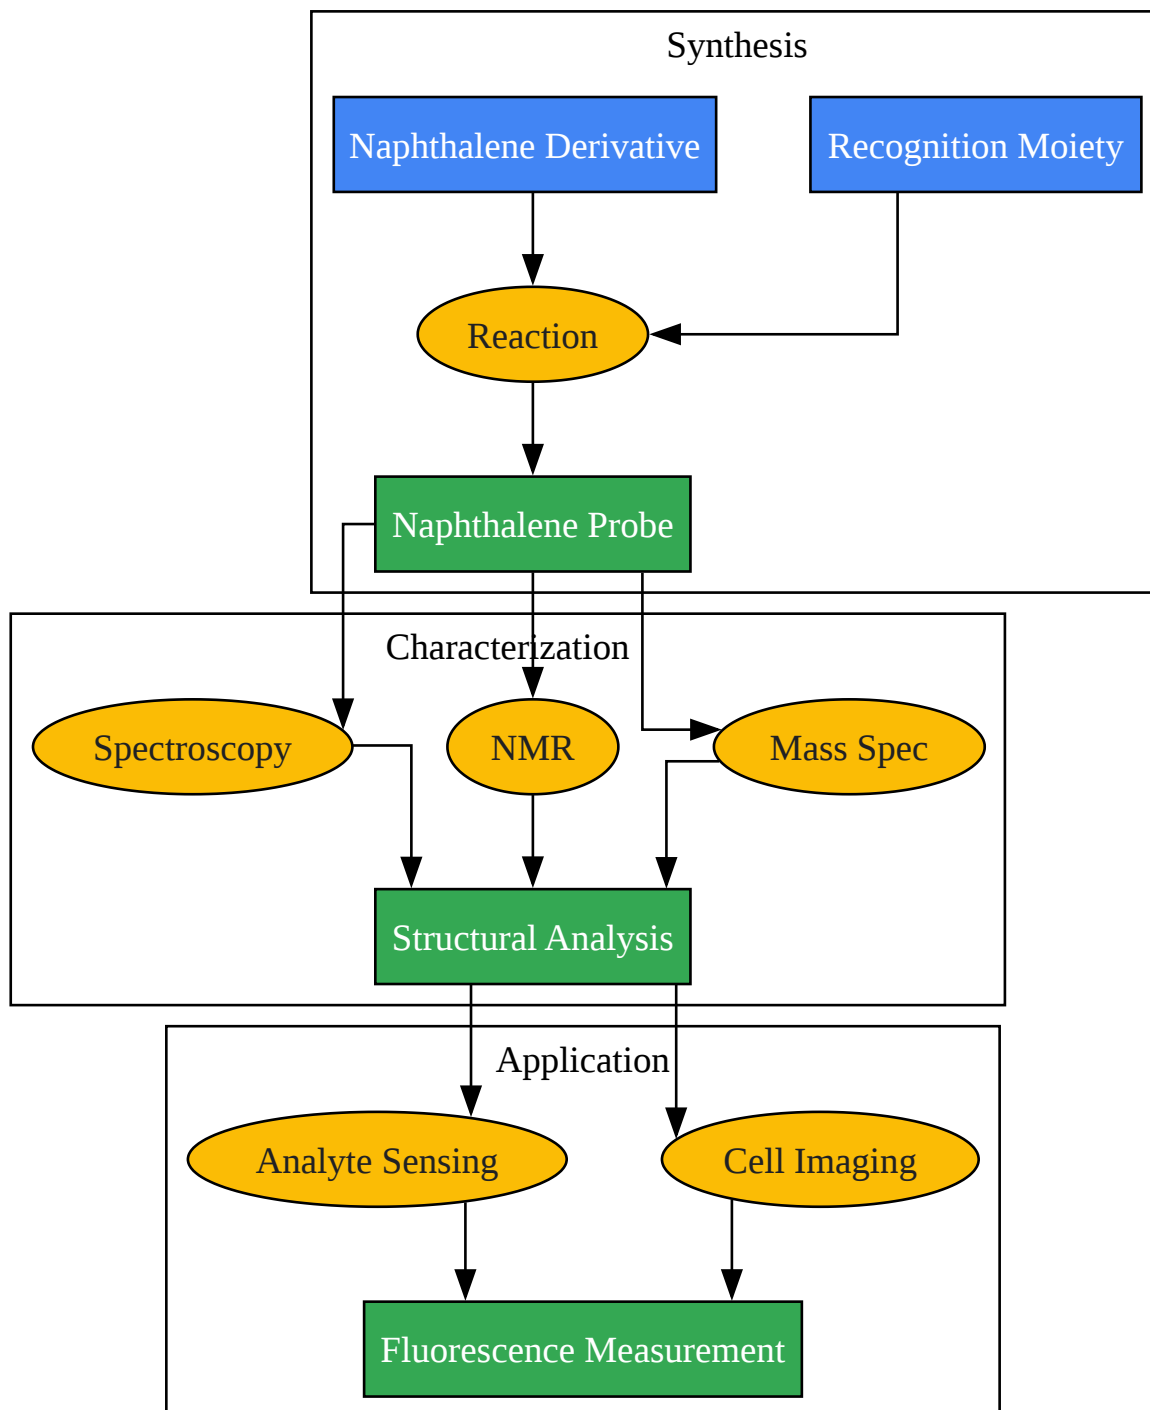 Synthesis
Naphthalene Derivative
Recognition Moiety
Reaction
Naphthalene Probe
Characterization
Spectroscopy
NMR
Mass Spec
Structural Analysis
Application
Analyte Sensing
Cell Imaging
Fluorescence Measurement